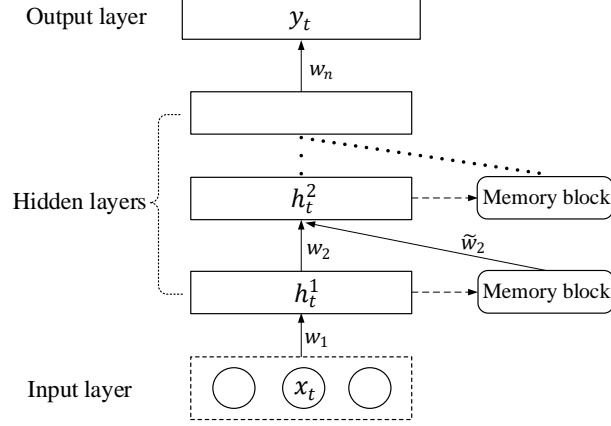 Output layer
y_t
w_n
Hidden layers
h_t^2
Memory block
w_2
w̃_2
h_t^1
Memory block
w_1
Input layer
x_t